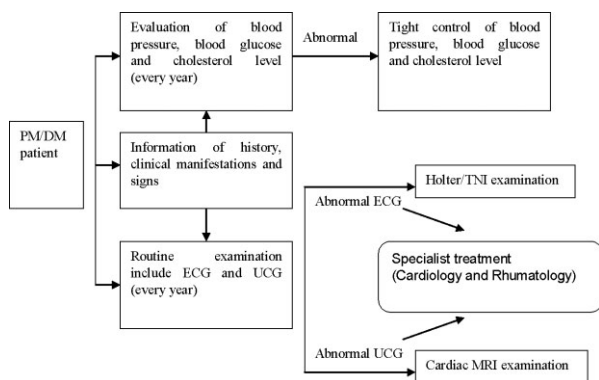 Evaluation of blood
pressure, blood glucose
and cholesterol level
(every year)
Abnormal
Tight control of blood
pressure, blood glucose
and cholesterol level
PM/DM
patient
Information of history,
clinical manifestations and
signs
Routine examination
include ECG and UCG
(every year)
Holter/TNI examination
Abnormal ECG
Specialist treatment
(Cardiology and Rhumatology)
Abnormal UCG
Cardiac MRI examination